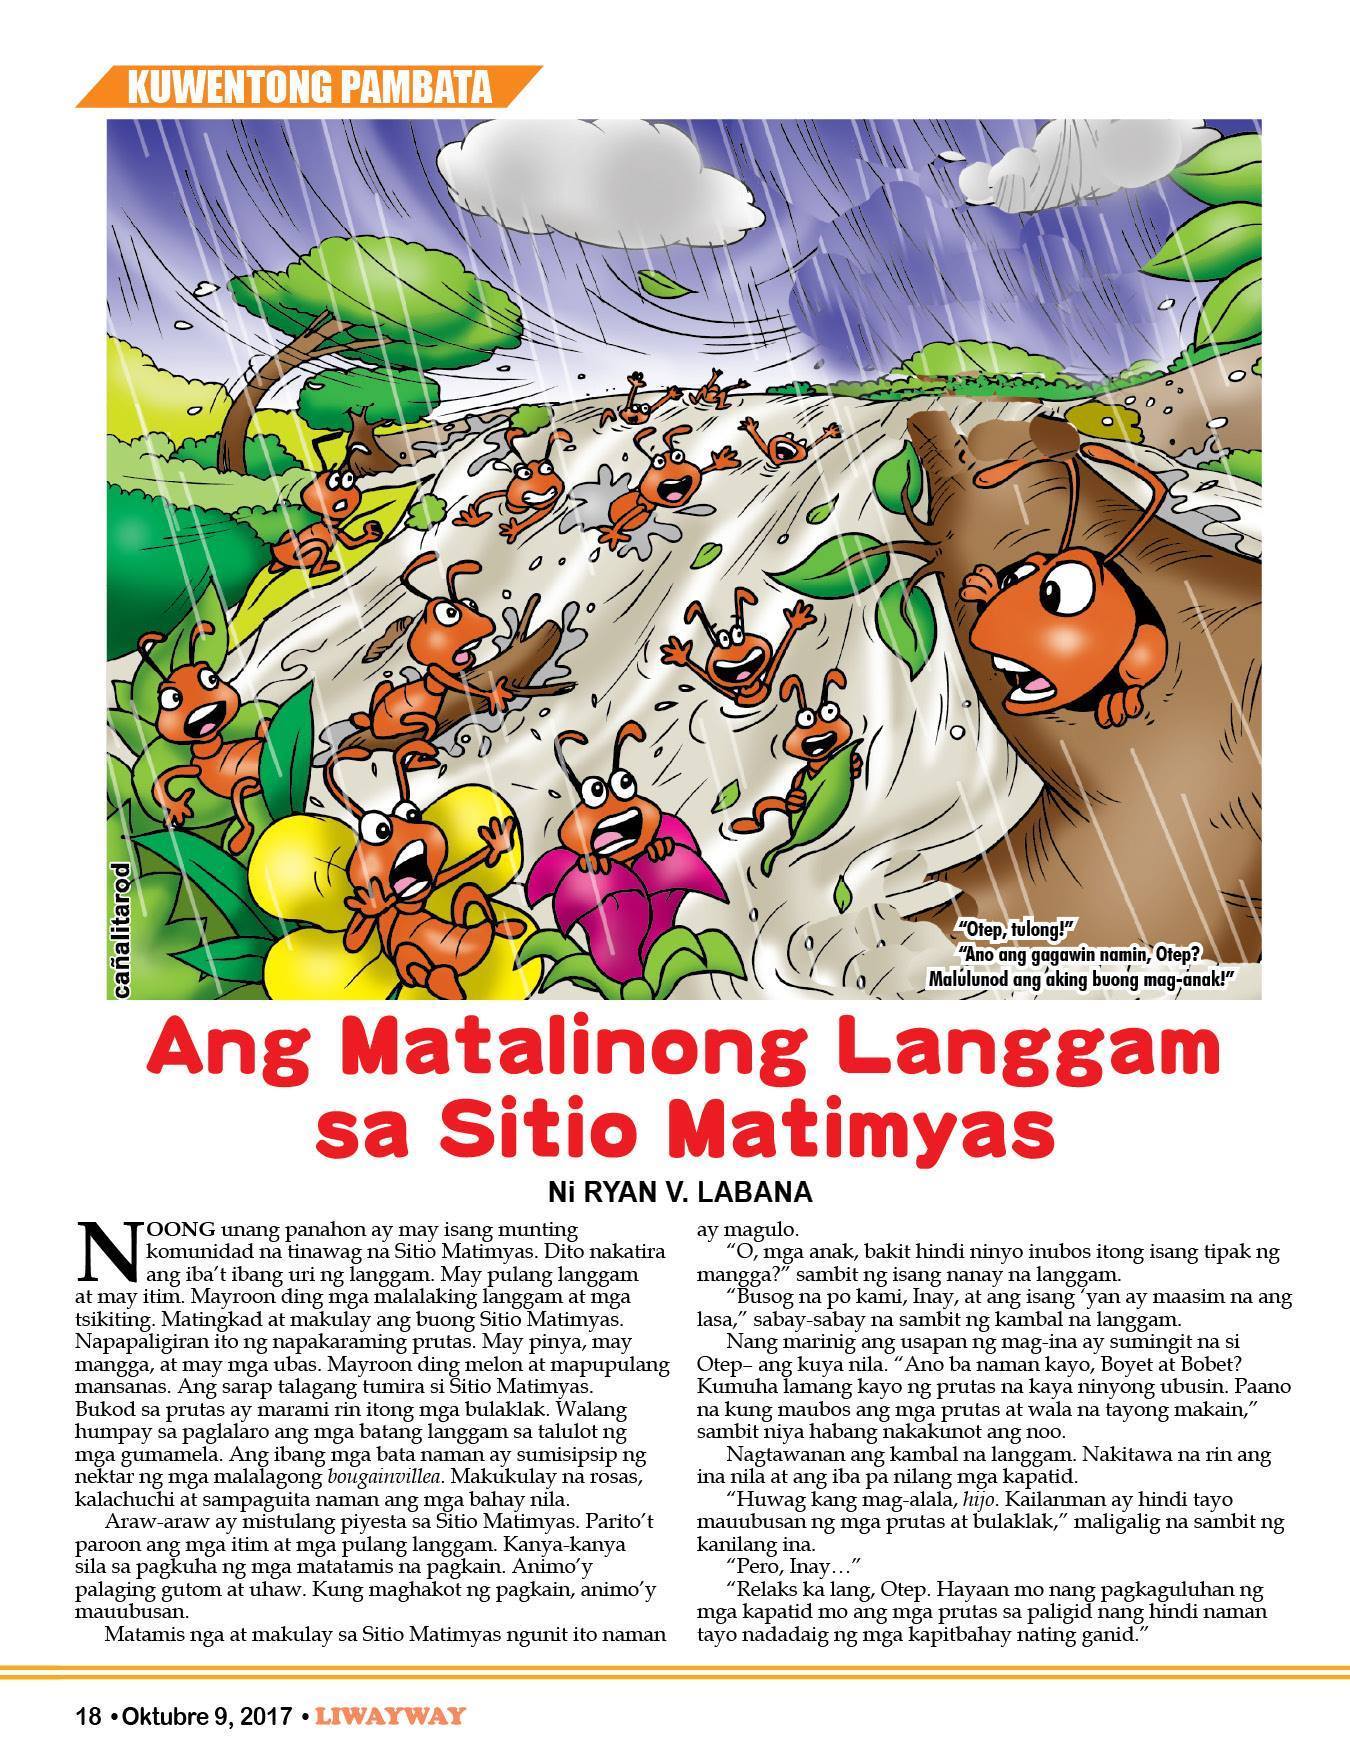 KUWENTONG PAMBATA
cañalitarod
“Otep, tulong!”
“Ano ang gagawin namin, Otep?
Malulunod ang aking buong mag-anak!”
Ang Matalinong Langgam
sa Sitio Matimyas
Ni RYAN V. LABANA
NOONG unang panahon ay may isang munting
komunidad na tinawag na Sitio Matimyas. Dito nakatira
ang iba’t ibang uri ng langgam. May pulang langgam
at may itim. Mayroon ding mga malalaking langgam at mga
tsikiting. Matingkad at makulay ang buong Sitio Matimyas.
Napapaligiran ito ng napakaraming prutas. May pinya, may
mangga, at may mga ubas. Mayroon ding melon at mapupulang
mansanas. Ang sarap talagang tumira si Sitio Matimyas.
Bukod sa prutas ay marami rin itong mga bulaklak. Walang
humpay sa paglalaro ang mga batang langgam sa talulot ng
mga gumamela. Ang ibang mga bata naman ay sumisipsip ng
nektar ng mga malalagong bougainvillea. Makukulay na rosas,
kalachuchi at sampaguita naman ang mga bahay nila.
Araw-araw ay mistulang piyesta sa Sitio Matimyas. Parito’t
paroon ang mga itim at mga pulang langgam. Kanya-kanya
sila sa pagkuha ng mga matatamis na pagkain. Animo’y
palaging gutom at uhaw. Kung maghakot ng pagkain, animo’y
mauubusan.
Matamis nga at makulay sa Sitio Matimyas ngunit ito naman
ay magulo.
“O, mga anak, bakit hindi ninyo inubos itong isang tipak ng
mangga?” sambit ng isang nanay na langgam.
“Busog na po kami, Inay, at ang isang ‘yan ay maasim na ang
lasa,” sabay-sabay na sambit ng kambal na langgam.
Nang marinig ang usapan ng mag-ina ay sumingit na si
Otep– ang kuya nila. “Ano ba naman kayo, Boyet at Bobet?
Kumuha lamang kayo ng prutas na kaya ninyong ubusin. Paano
na kung maubos ang mga prutas at wala na tayong makain,”
sambit niya habang nakakunot ang noo.
Nagtawanan ang kambal na langgam. Nakitawa na rin ang
ina nila at ang iba pa nilang mga kapatid.
“Huwag kang mag-alala, hijo. Kailanman ay hindi tayo
mauubusan ng mga prutas at bulaklak,” maligalig na sambit ng
kanilang ina.
“Pero, Inay…”
“Relaks ka lang, Otep. Hayaan mo nang pagkaguluhan ng
mga kapatid mo ang mga prutas sa paligid nang hindi naman
tayo nadadaig ng mga kapitbahay nating ganid.”
18 • Oktubre 9, 2017 • LIWAYWAY